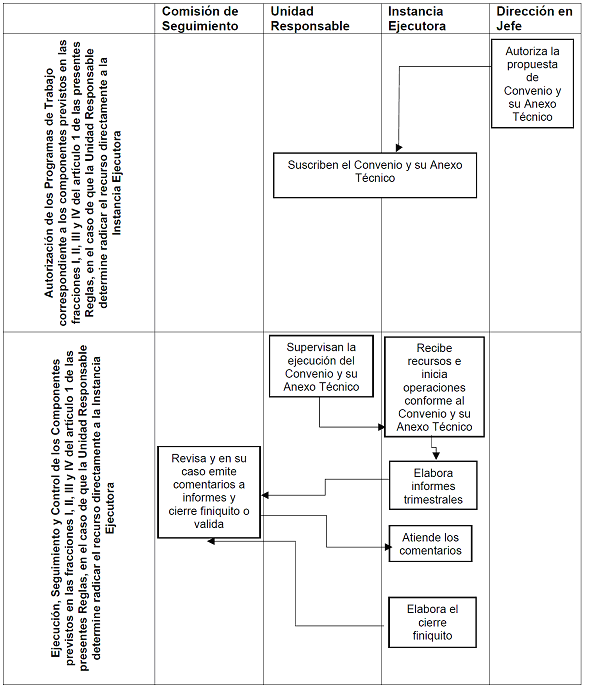 Comisión de
Seguimiento
Unidad
Responsable
Instancia
Ejecutora
Dirección en
Jefe
Autorización de los Programas de Trabajo
correspondiente a los componentes previstos en las
fracciones I, II, III y IV del artículo 1 de las presentes
Reglas, en el caso de que la Unidad Responsable
determine radicar el recurso directamente a la
Instancia Ejecutora
Autoriza la
propuesta
de
Convenio y
su Anexo
Técnico
Suscriben el Convenio y su Anexo
Técnico
Ejecución, Seguimiento y Control de los Componentes
previstos en las fracciones I, II, III y IV del artículo 1 de las
presentes Reglas, en el caso de que la Unidad Responsable
determine radicar el recurso directamente a la Instancia
Ejecutora
Supervisan la
ejecución del
Convenio y su
Anexo Técnico
Recibe
recursos e
inicia
operaciones
conforme al
Convenio y su
Anexo Técnico
Revisa y en su
caso emite
comentarios a
informes y
cierre finiquito o
valida
Elabora
informes
trimestrales
Atiende los
comentarios
Elabora el
cierre
finiquito